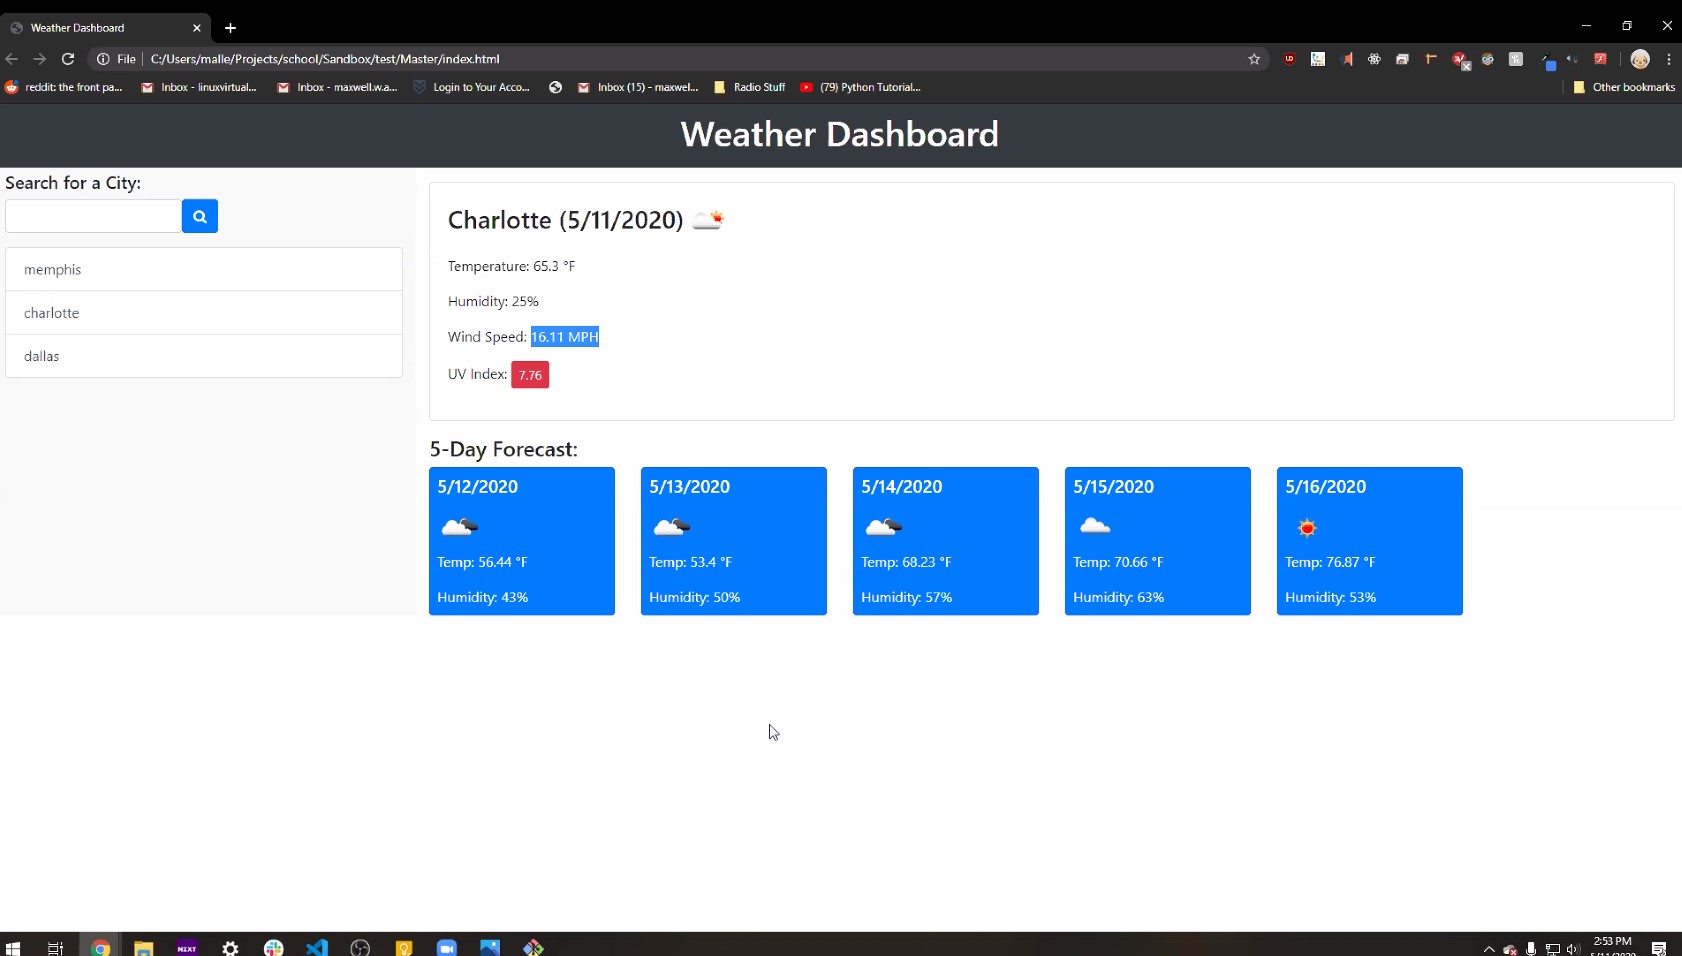 Weather Dashboard
File
C:/Users/malle/Projects/school/Sandbox/test/Master/index.html
reddit: the front pa...
Inbox - linuxvirtual...
Inbox - maxwell.w.a...
Login to Your Acco...
Inbox (15) - maxwel...
Radio Stuff
(79) Python Tutorial...
Other bookmarks
Weather Dashboard
Search for a City:
memphis
charlotte
dallas
Charlotte (5/11/2020)
Temperature: 65.3 °F
Humidity: 25%
Wind Speed: 16.11 MPH
UV Index: 7.76
5-Day Forecast:
5/12/2020
Temp: 56.44 °F
Humidity: 43%
5/13/2020
Temp: 53.4 °F
Humidity: 50%
5/14/2020
Temp: 68.23 °F
Humidity: 57%
5/15/2020
Temp: 70.66 °F
Humidity: 63%
5/16/2020
Temp: 76.87 °F
Humidity: 53%
NZXT
2:53 PM